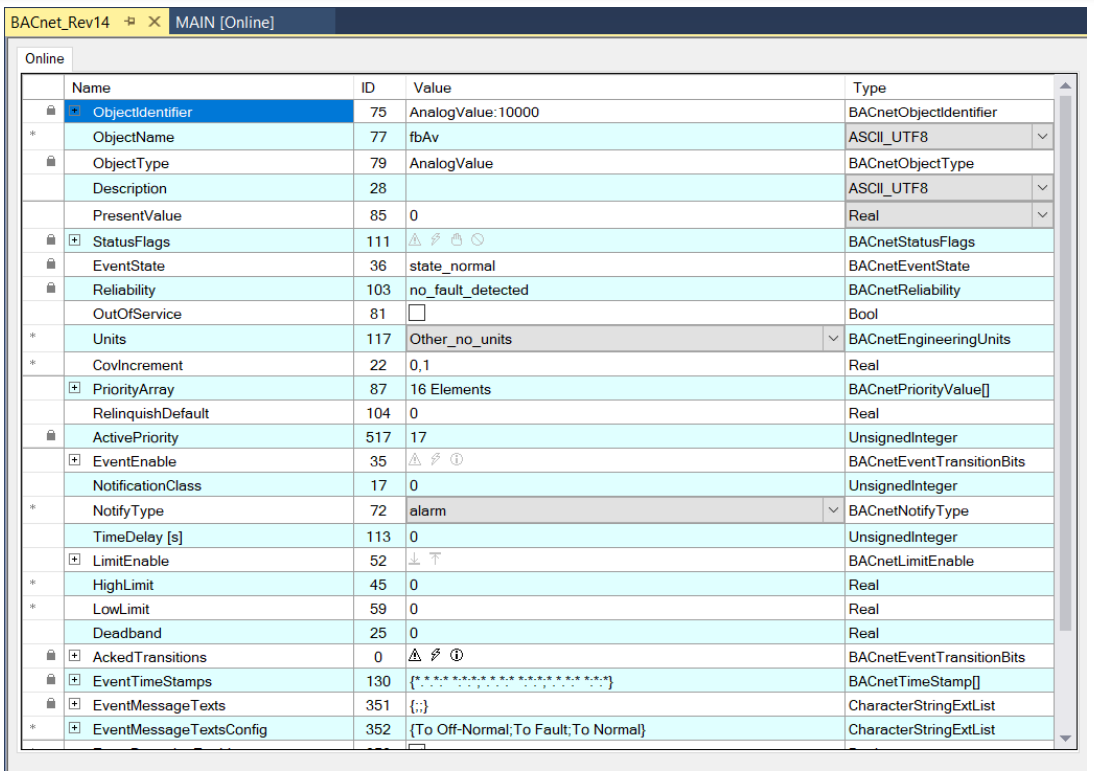 BACnet_Rev14 MAIN [Online]
Online
Name ID Value Type
ObjectIdentifier 75 AnalogValue:10000 BACnetObjectIdentifier
* ObjectName 77 fbAv ASCII_UTF8
ObjectType 79 AnalogValue BACnetObjectType
Description 28 ASCII_UTF8
PresentValue 85 0 Real
StatusFlags 111 BACnetStatusFlags
EventState 36 state_normal BACnetEventState
Reliability 103 no_fault_detected BACnetReliability
OutOfService 81 Bool
* Units 117 Other_no_units BACnetEngineeringUnits
* CovIncrement 22 0,1 Real
PriorityArray 87 16 Elements BACnetPriorityValue[]
RelinquishDefault 104 0 Real
ActivePriority 517 17 UnsignedInteger
EventEnable 35 BACnetEventTransitionBits
NotificationClass 17 0 UnsignedInteger
* NotifyType 72 alarm BACnetNotifyType
TimeDelay [s] 113 0 UnsignedInteger
LimitEnable 52 BACnetLimitEnable
* HighLimit 45 0 Real
* LowLimit 59 0 Real
Deadband 25 0 Real
AckedTransitions 0 BACnetEventTransitionBits
EventTimeStamps 130 {*.*.*:* *:*:*;*.*.*:* *:*:*;*.*.*:* *:*:*} BACnetTimeStamp[]
EventMessageTexts 351 {;;} CharacterStringExtList
* EventMessageTextsConfig 352 {To Off-Normal;To Fault;To Normal} CharacterStringExtList